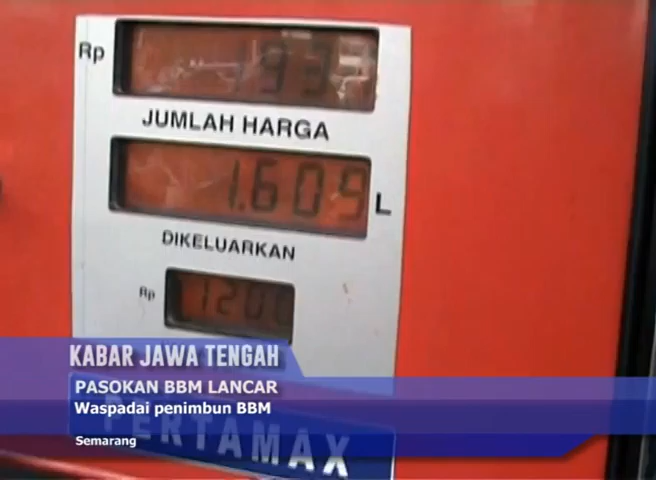 Rp
JUMLAH HARGA
1.609 L
DIKELUARKAN
Rp
KABAR JAWA TENGAH
PASOKAN BBM LANCAR
Waspadai penimbun BBM
Semarang
PERTAMAX